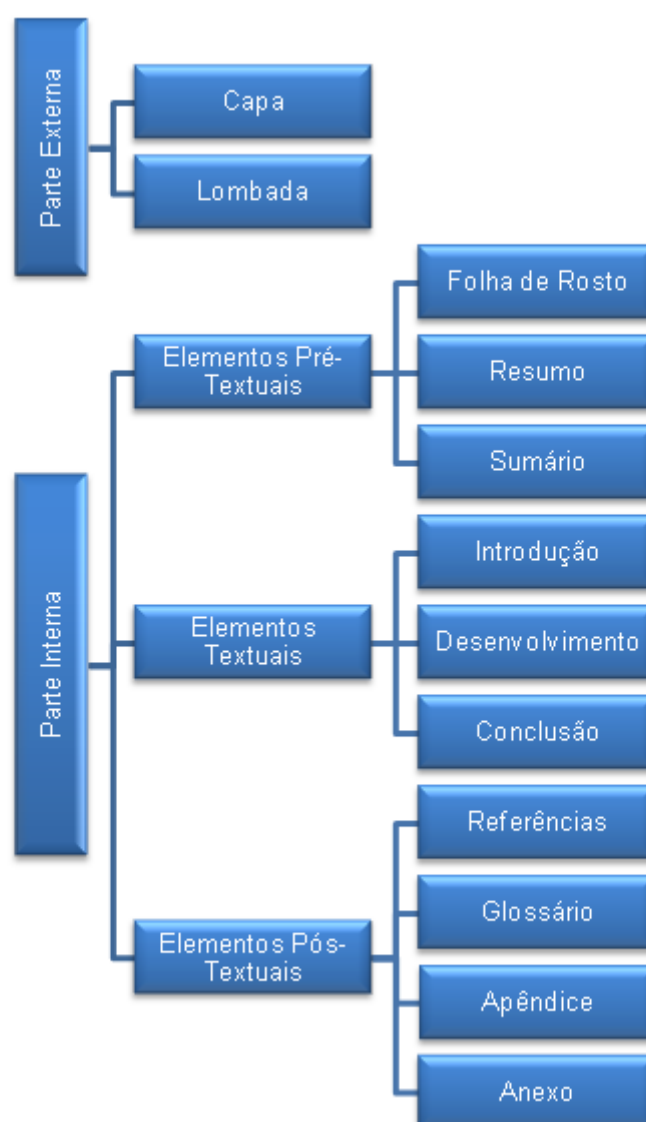 Parte Externa
Capa
Lombada
Parte Interna
Elementos Pré-
Textuais
Folha de Rosto
Resumo
Sumário
Elementos
Textuais
Introdução
Desenvolvimento
Conclusão
Elementos Pós-
Textuais
Referências
Glossário
Apêndice
Anexo